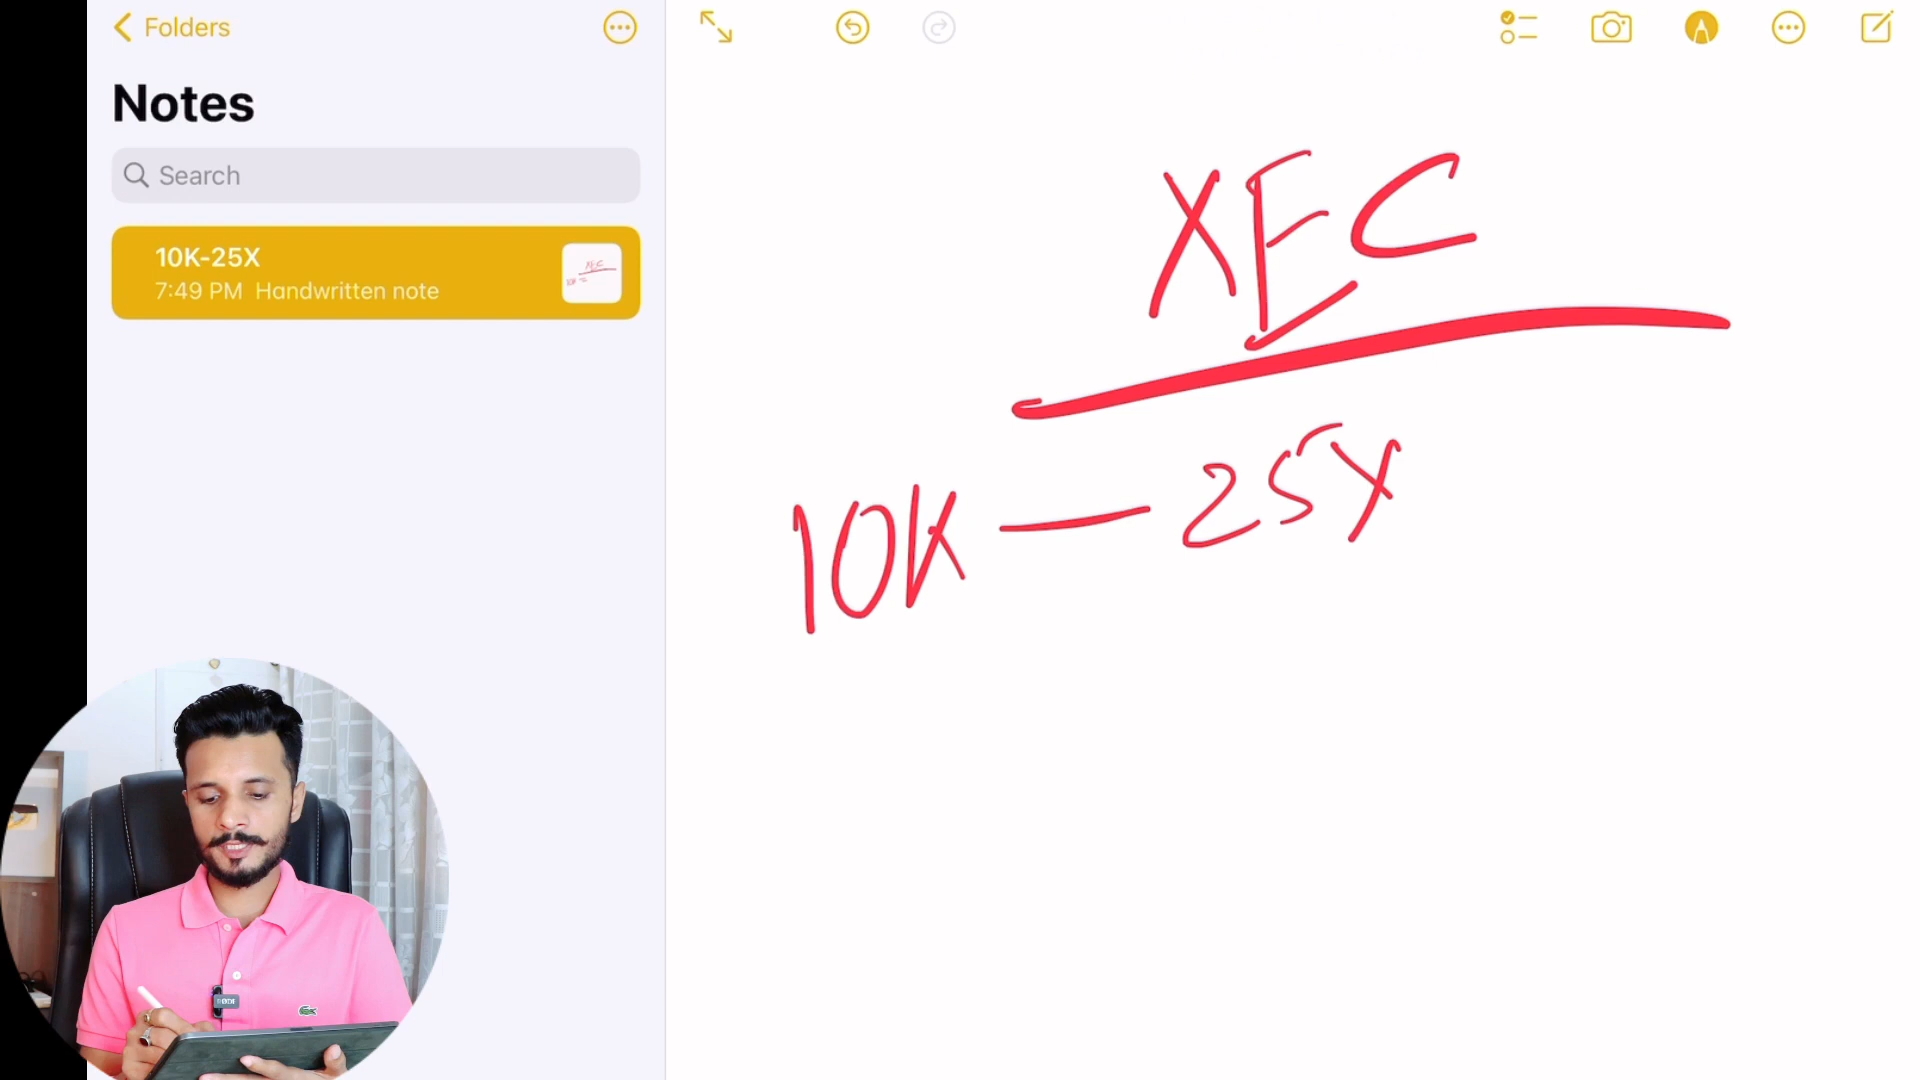 Folders
Notes
Search
10K-25X
7:49 PM Handwritten note
XEC
10K — 25X